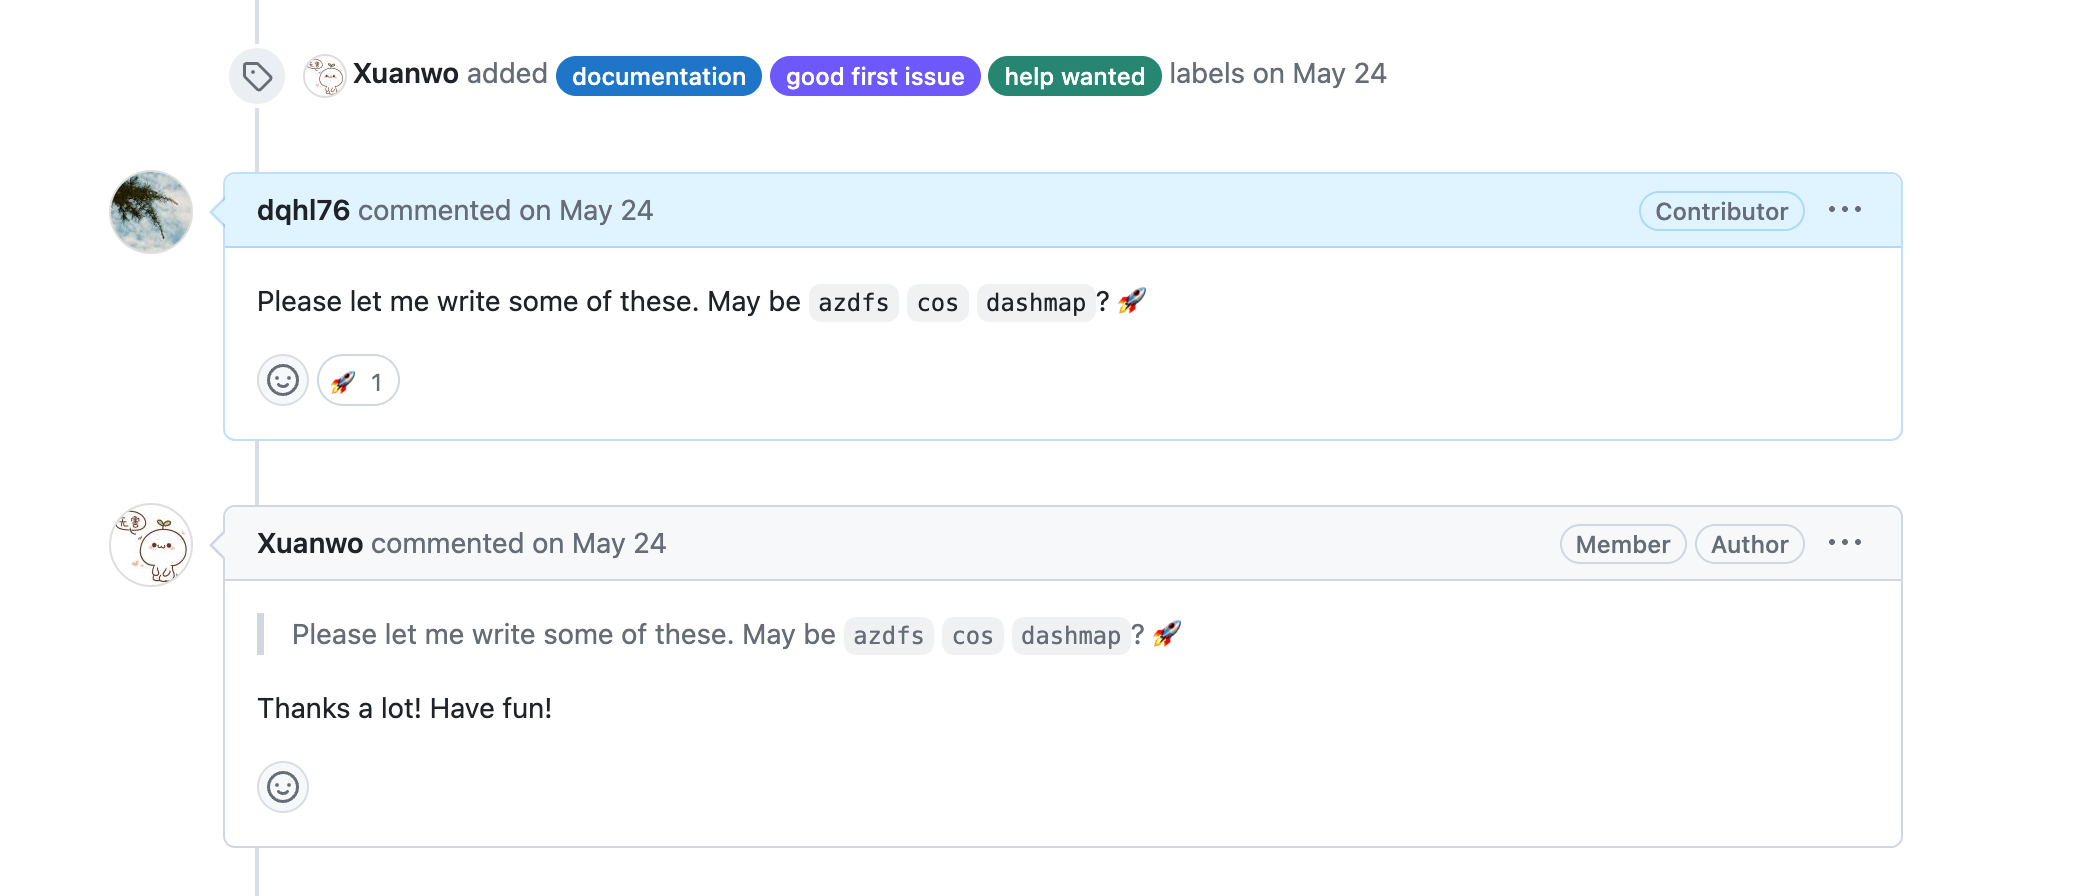 Xuanwo added documentation good first issue help wanted labels on May 24
dqhl76 commented on May 24 Contributor
Please let me write some of these. May be azdfs cos dashmap? 🚀
🚀 1
无害
Xuanwo commented on May 24 Member Author
Please let me write some of these. May be azdfs cos dashmap? 🚀
Thanks a lot! Have fun!